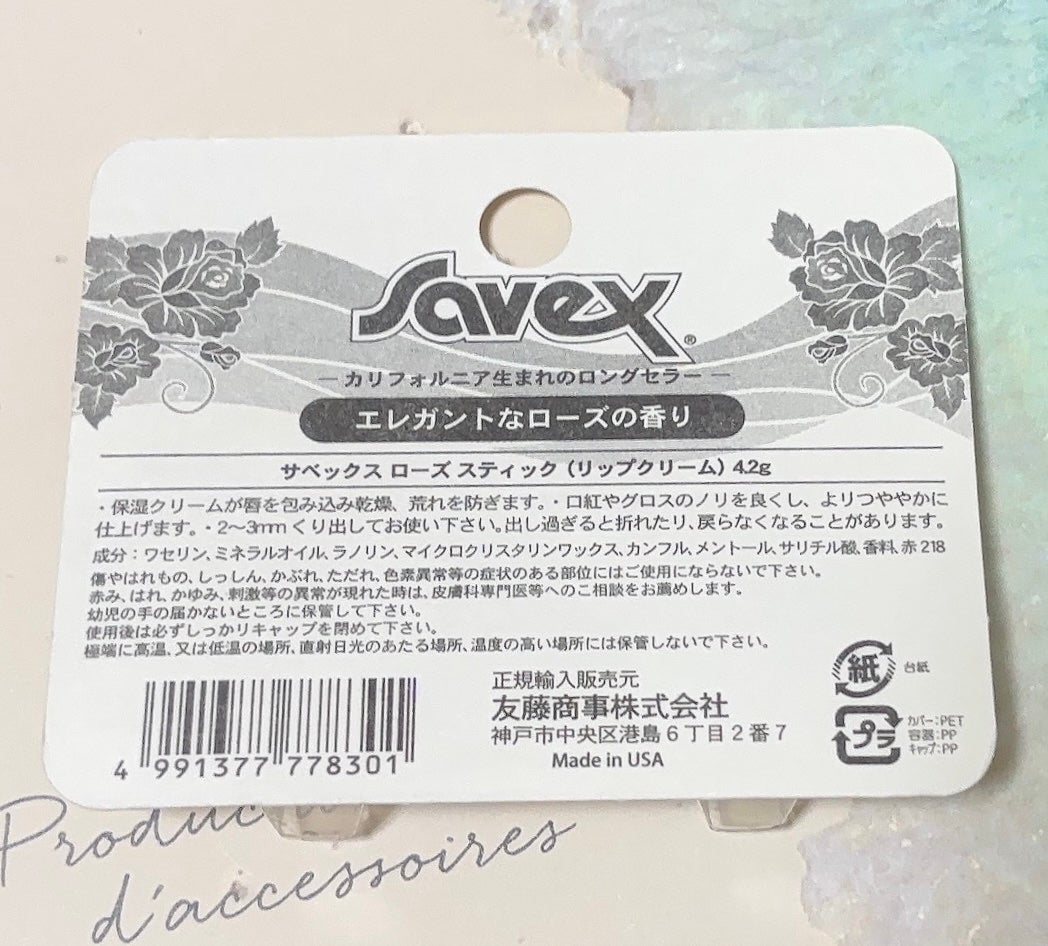 Savex®
カリフォルニア生まれのロングセラー
エレガントなローズの香り
サベックス ローズ スティック（リップクリーム）4.2g
・保湿クリームが唇を包み込み乾燥、荒れを防ぎます。・口紅やグロスのノリを良くし、よりつややかに
仕上げます。・2〜3mmくり出してお使い下さい。出し過ぎると折れたり、戻らなくなることがあります。
成分：ワセリン、ミネラルオイル、ラノリン、マイクロクリスタリンワックス、カンフル、メントール、サリチル酸、香料、赤218
傷やはれもの、しっしん、かぶれ、ただれ、色素異常等の症状のある部位にはご使用にならないで下さい。
赤み、はれ、かゆみ、刺激等の異常が現れた時は、皮膚科専門医等へのご相談をお薦めします。
幼児の手の届かないところに保管して下さい。
使用後は必ずしっかりキャップを閉めて下さい。
極端に高温、又は低温の場所、直射日光のあたる場所、温度の高い場所には保管しないで下さい。
4 991377 778301
正規輸入販売元
友藤商事株式会社
神戸市中央区港島6丁目2番7
Made in USA
紙 台紙
プラ カバー：PET
容器：PP
キャップ：PP
Produc
d'accessoires